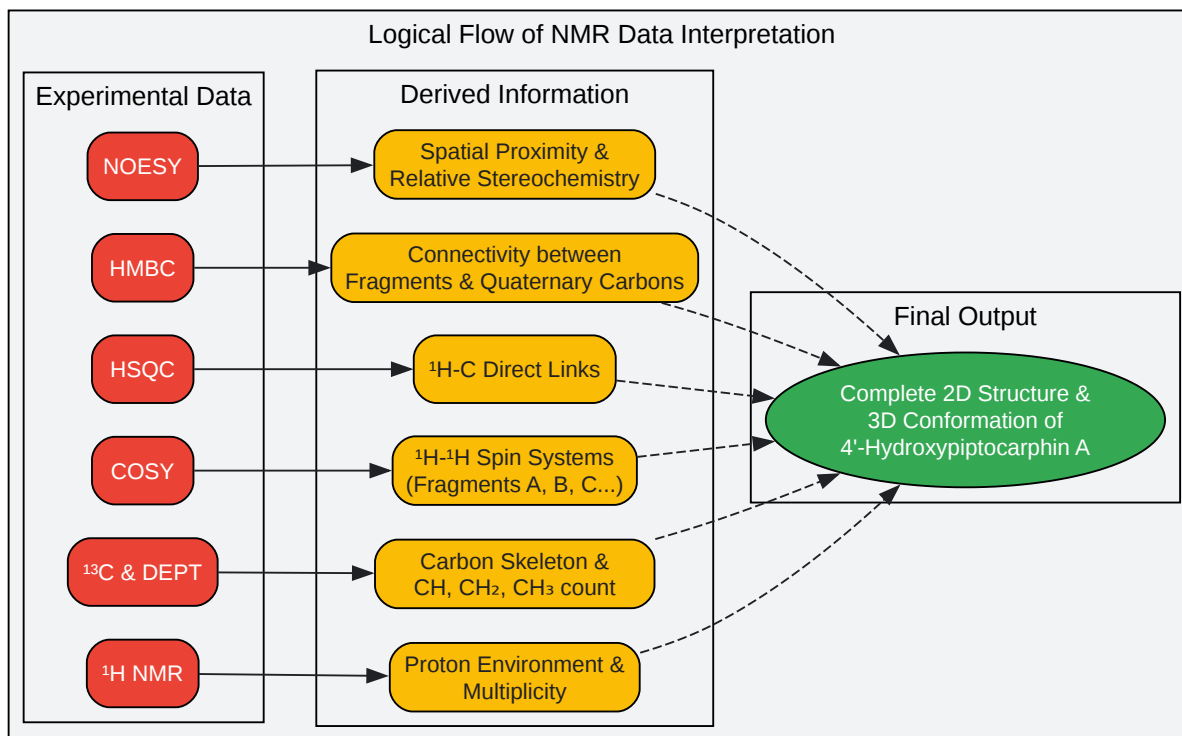 Logical Flow of NMR Data Interpretation
Experimental Data
NOESY
HMBC
HSQC
COSY
¹³C & DEPT
¹H NMR
Derived Information
Spatial Proximity &
Relative Stereochemistry
Connectivity between
Fragments & Quaternary Carbons
¹H-C Direct Links
¹H-¹H Spin Systems
(Fragments A, B, C...)
Carbon Skeleton &
CH, CH₂, CH₃ count
Proton Environment &
Multiplicity
Final Output
Complete 2D Structure &
3D Conformation of
4'-Hydroxypiptocarphin A